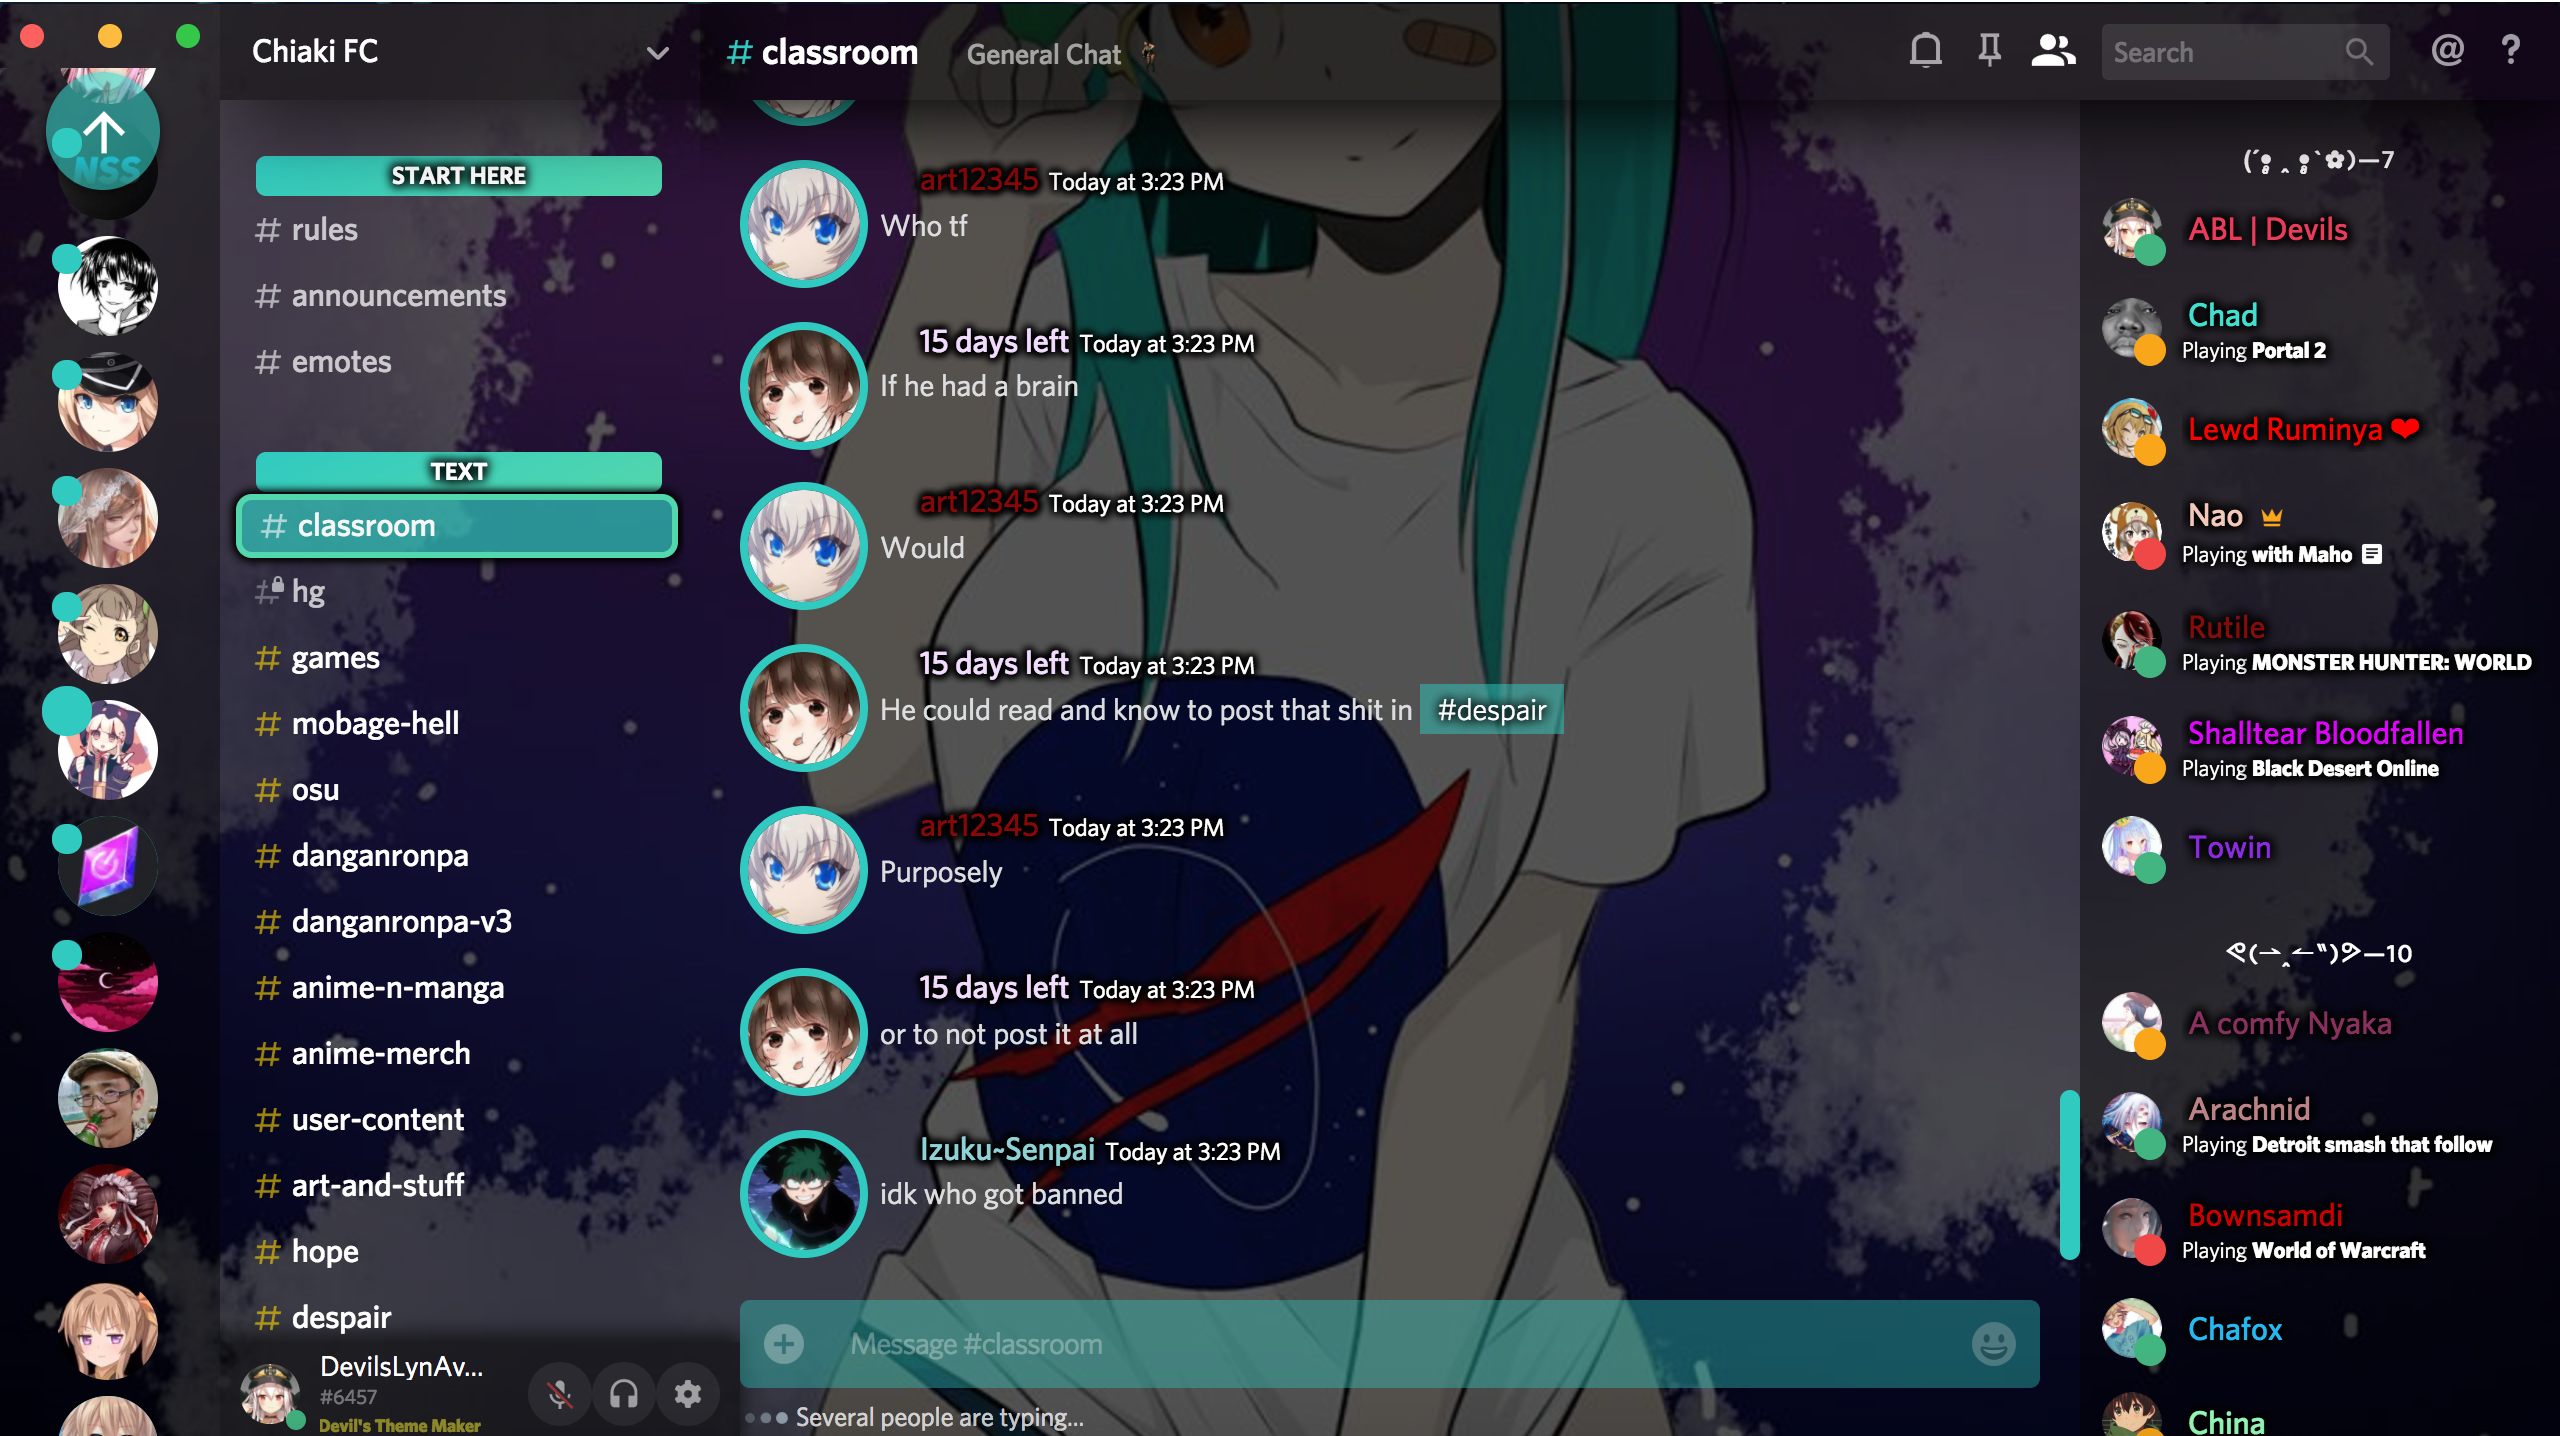 NSS
Chiaki FC
START HERE
# rules
# announcements
# emotes
TEXT
# classroom
# hg
# games
# mobage-hell
# osu
# danganronpa
# danganronpa-v3
# anime-n-manga
# anime-merch
# user-content
# art-and-stuff
# hope
# despair
DevilsLynAv...
#6457
Devil's Theme Maker
# classroom General Chat
Search
@ ?
art12345 Today at 3:23 PM
Who tf
15 days left Today at 3:23 PM
If he had a brain
art12345 Today at 3:23 PM
Would
15 days left Today at 3:23 PM
He could read and know to post that shit in #despair
art12345 Today at 3:23 PM
Purposely
15 days left Today at 3:23 PM
or to not post it at all
Izuku~Senpai Today at 3:23 PM
idk who got banned
Message #classroom
Several people are typing...
—7
ABL | Devils
Chad
Playing Portal 2
Lewd Ruminya ❤
Nao
Playing with Maho
Rutile
Playing MONSTER HUNTER: WORLD
Shalltear Bloodfallen
Playing Black Desert Online
Towin
—10
A comfy Nyaka
Arachnid
Playing Detroit smash that follow
Bownsamdi
Playing World of Warcraft
Chafox
China